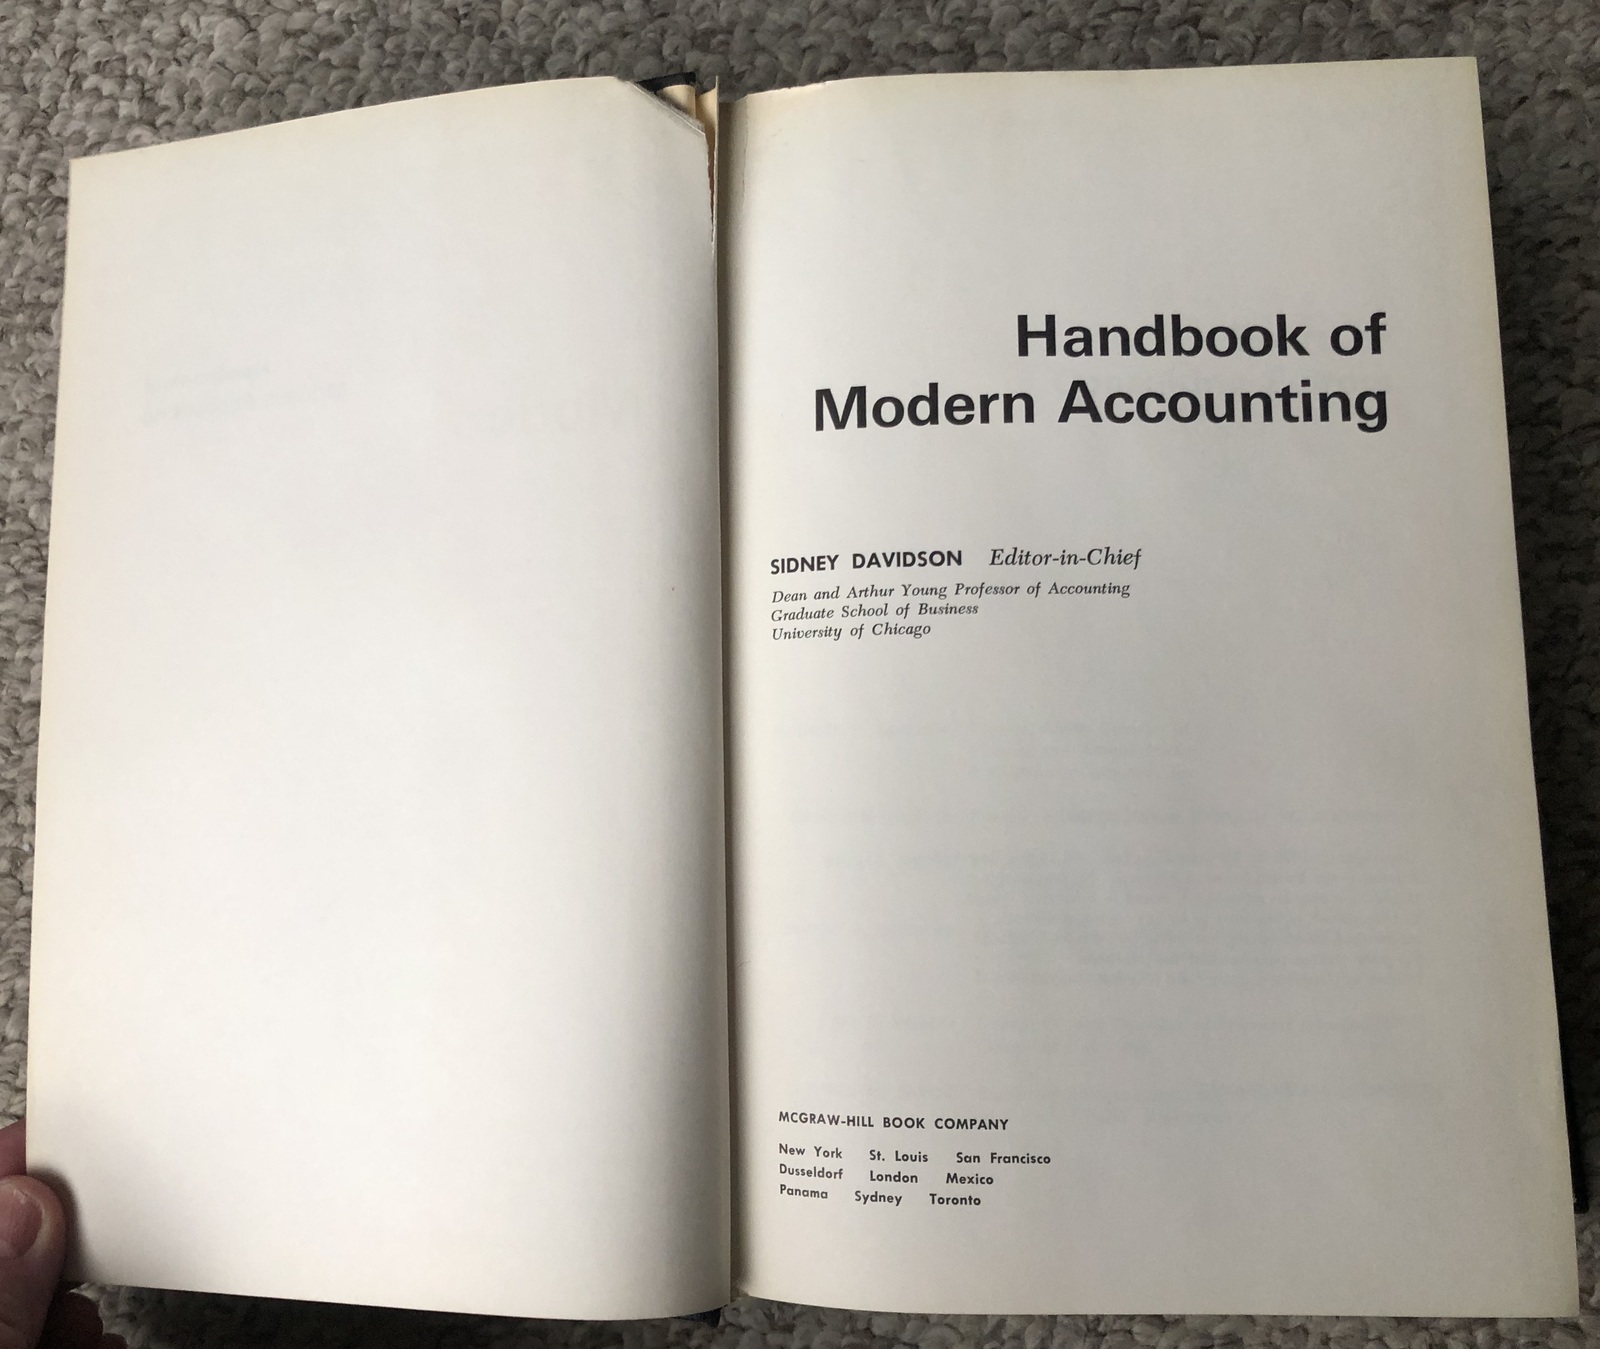 Handbook of
Modern Accounting
SIDNEY DAVIDSON Editor-in-Chief
Dean and Arthur Young Professor of Accounting
Graduate School of Business
University of Chicago
MCGRAW-HILL BOOK COMPANY
New York St. Louis San Francisco
Dusseldorf London Mexico
Panama Sydney Toronto